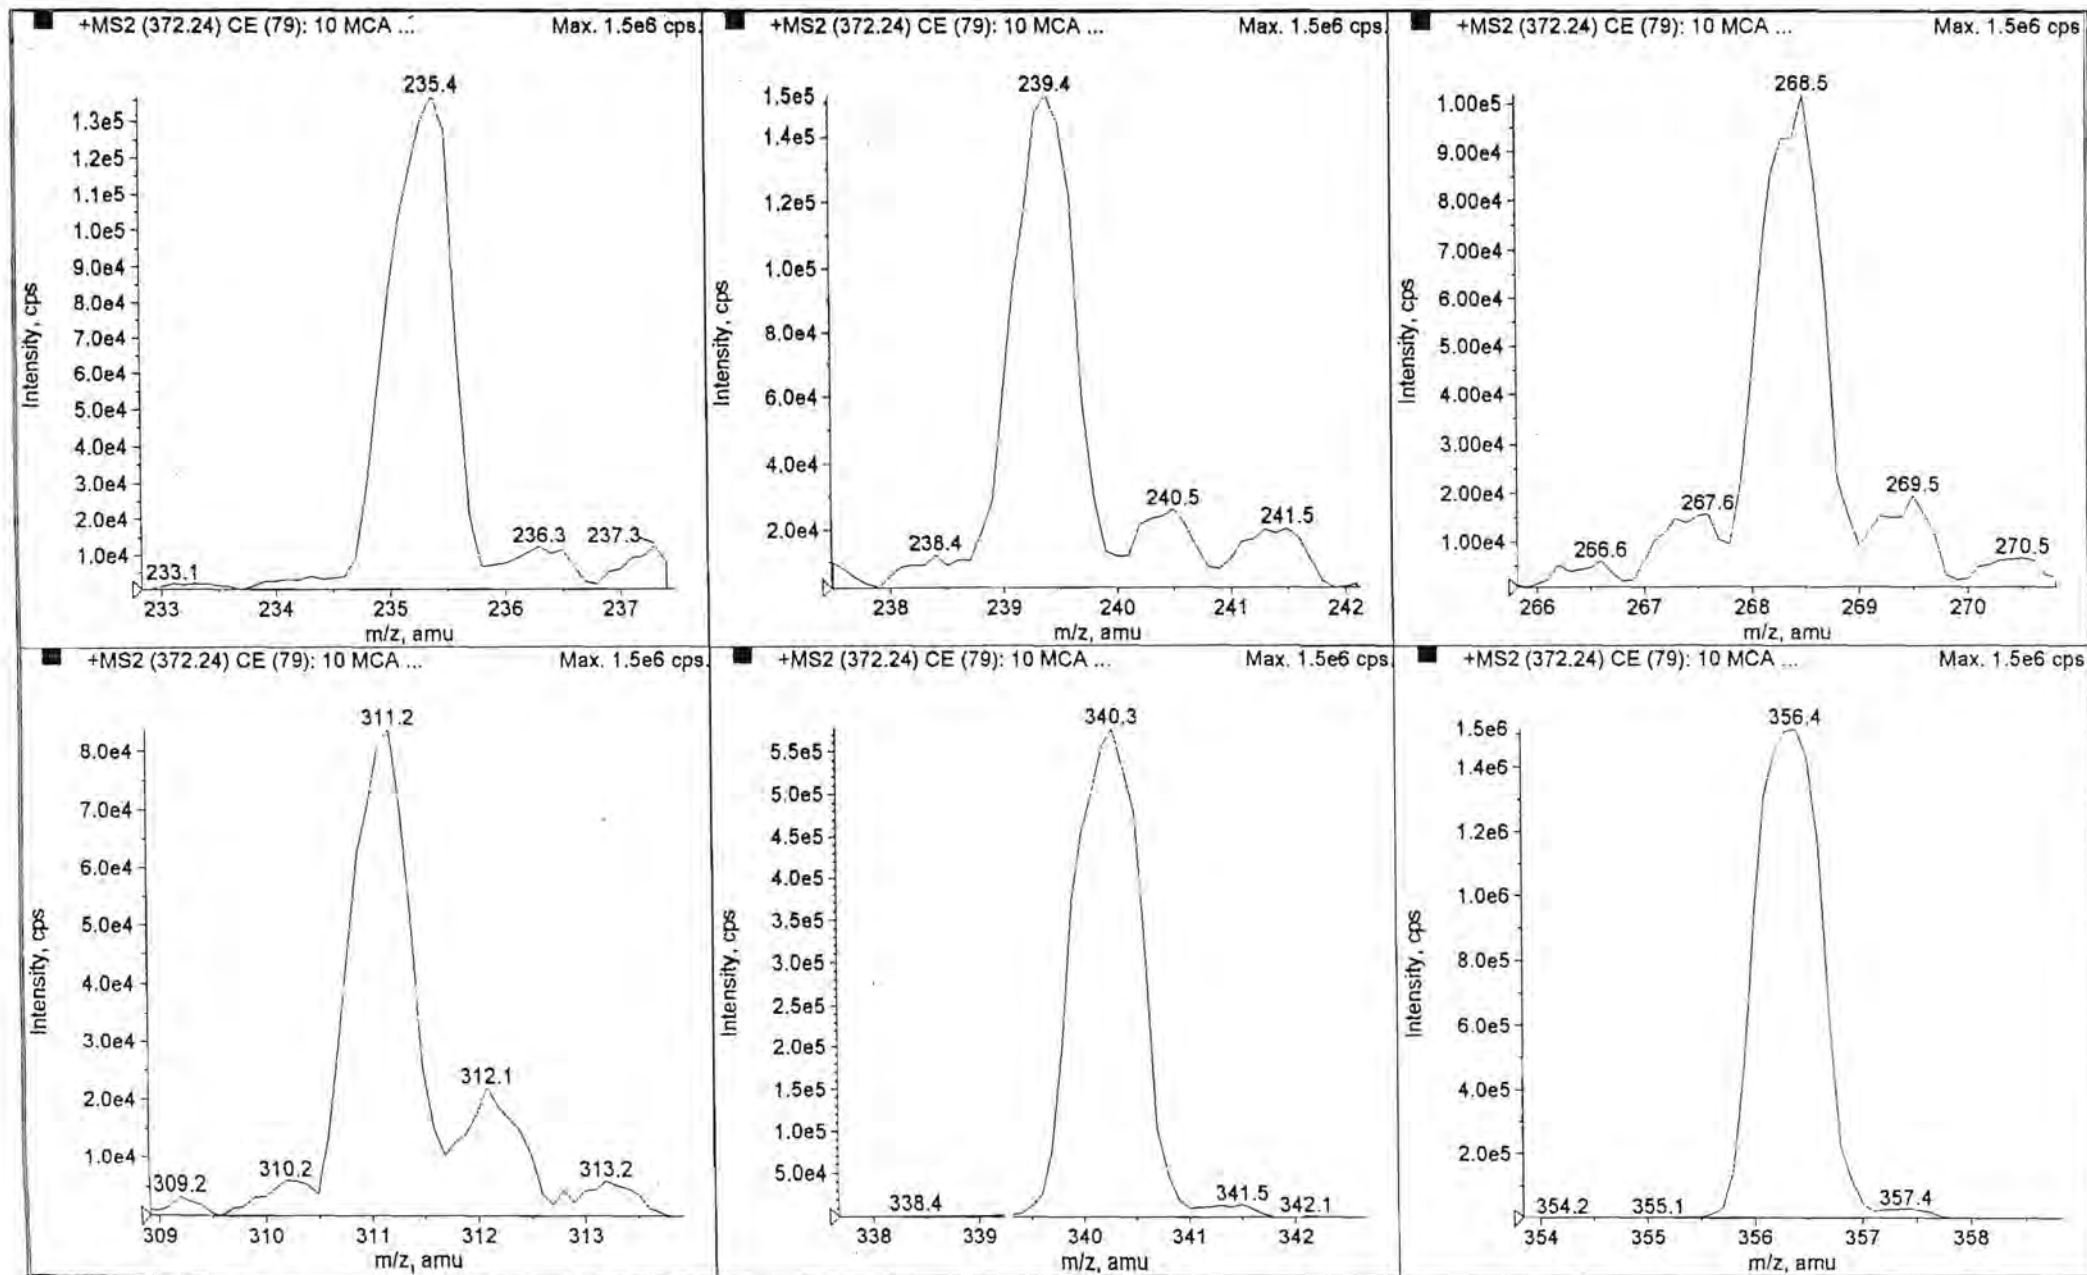 +MS2 (372.24) CE (79): 10 MCA ... Max. 1.5e6 cps.
235.4
1.3e5
1.2e5
1.1e5
1.0e5
9.0e4
8.0e4
7.0e4
6.0e4
5.0e4
4.0e4
3.0e4
2.0e4
1.0e4
236.3
237.3
233.1
233 234 235 236 237
m/z, amu
Intensity, cps
+MS2 (372.24) CE (79): 10 MCA ... Max. 1.5e6 cps.
239.4
1.5e5
1.4e5
1.2e5
1.0e5
8.0e4
6.0e4
4.0e4
2.0e4
238.4
240.5
241.5
238 239 240 241 242
m/z, amu
Intensity, cps
+MS2 (372.24) CE (79): 10 MCA ... Max. 1.5e6 cps
268.5
1.00e5
9.00e4
8.00e4
7.00e4
6.00e4
5.00e4
4.00e4
3.00e4
2.00e4
1.00e4
266.6
267.6
269.5
270.5
266 267 268 269 270
m/z, amu
Intensity, cps
+MS2 (372.24) CE (79): 10 MCA ... Max. 1.5e6 cps.
311.2
8.0e4
7.0e4
6.0e4
5.0e4
4.0e4
3.0e4
2.0e4
1.0e4
309.2
310.2
312.1
313.2
309 310 311 312 313
m/z, amu
Intensity, cps
+MS2 (372.24) CE (79): 10 MCA ... Max. 1.5e6 cps.
340.3
5.5e5
5.0e5
4.5e5
4.0e5
3.5e5
3.0e5
2.5e5
2.0e5
1.5e5
1.0e5
5.0e4
338.4
341.5
342.1
338 339 340 341 342
m/z, amu
Intensity, cps
+MS2 (372.24) CE (79): 10 MCA ... Max. 1.5e6 cps
356.4
1.5e6
1.4e6
1.2e6
1.0e6
8.0e5
6.0e5
4.0e5
2.0e5
354.2
355.1
357.4
354 355 356 357 358
m/z, amu
Intensity, cps